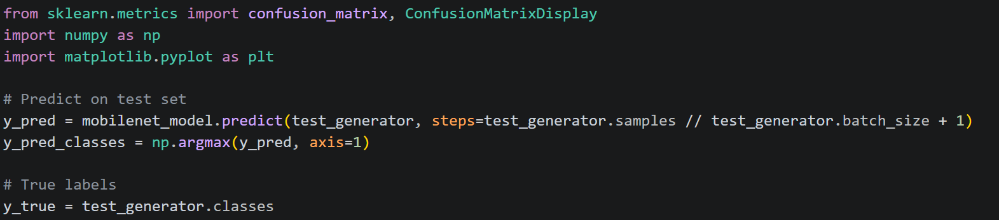 from sklearn.metrics import confusion_matrix, ConfusionMatrixDisplay
import numpy as np
import matplotlib.pyplot as plt
# Predict on test set
y_pred = mobilenet_model.predict(test_generator, steps=test_generator.samples // test_generator.batch_size + 1)
y_pred_classes = np.argmax(y_pred, axis=1)
# True labels
y_true = test_generator.classes